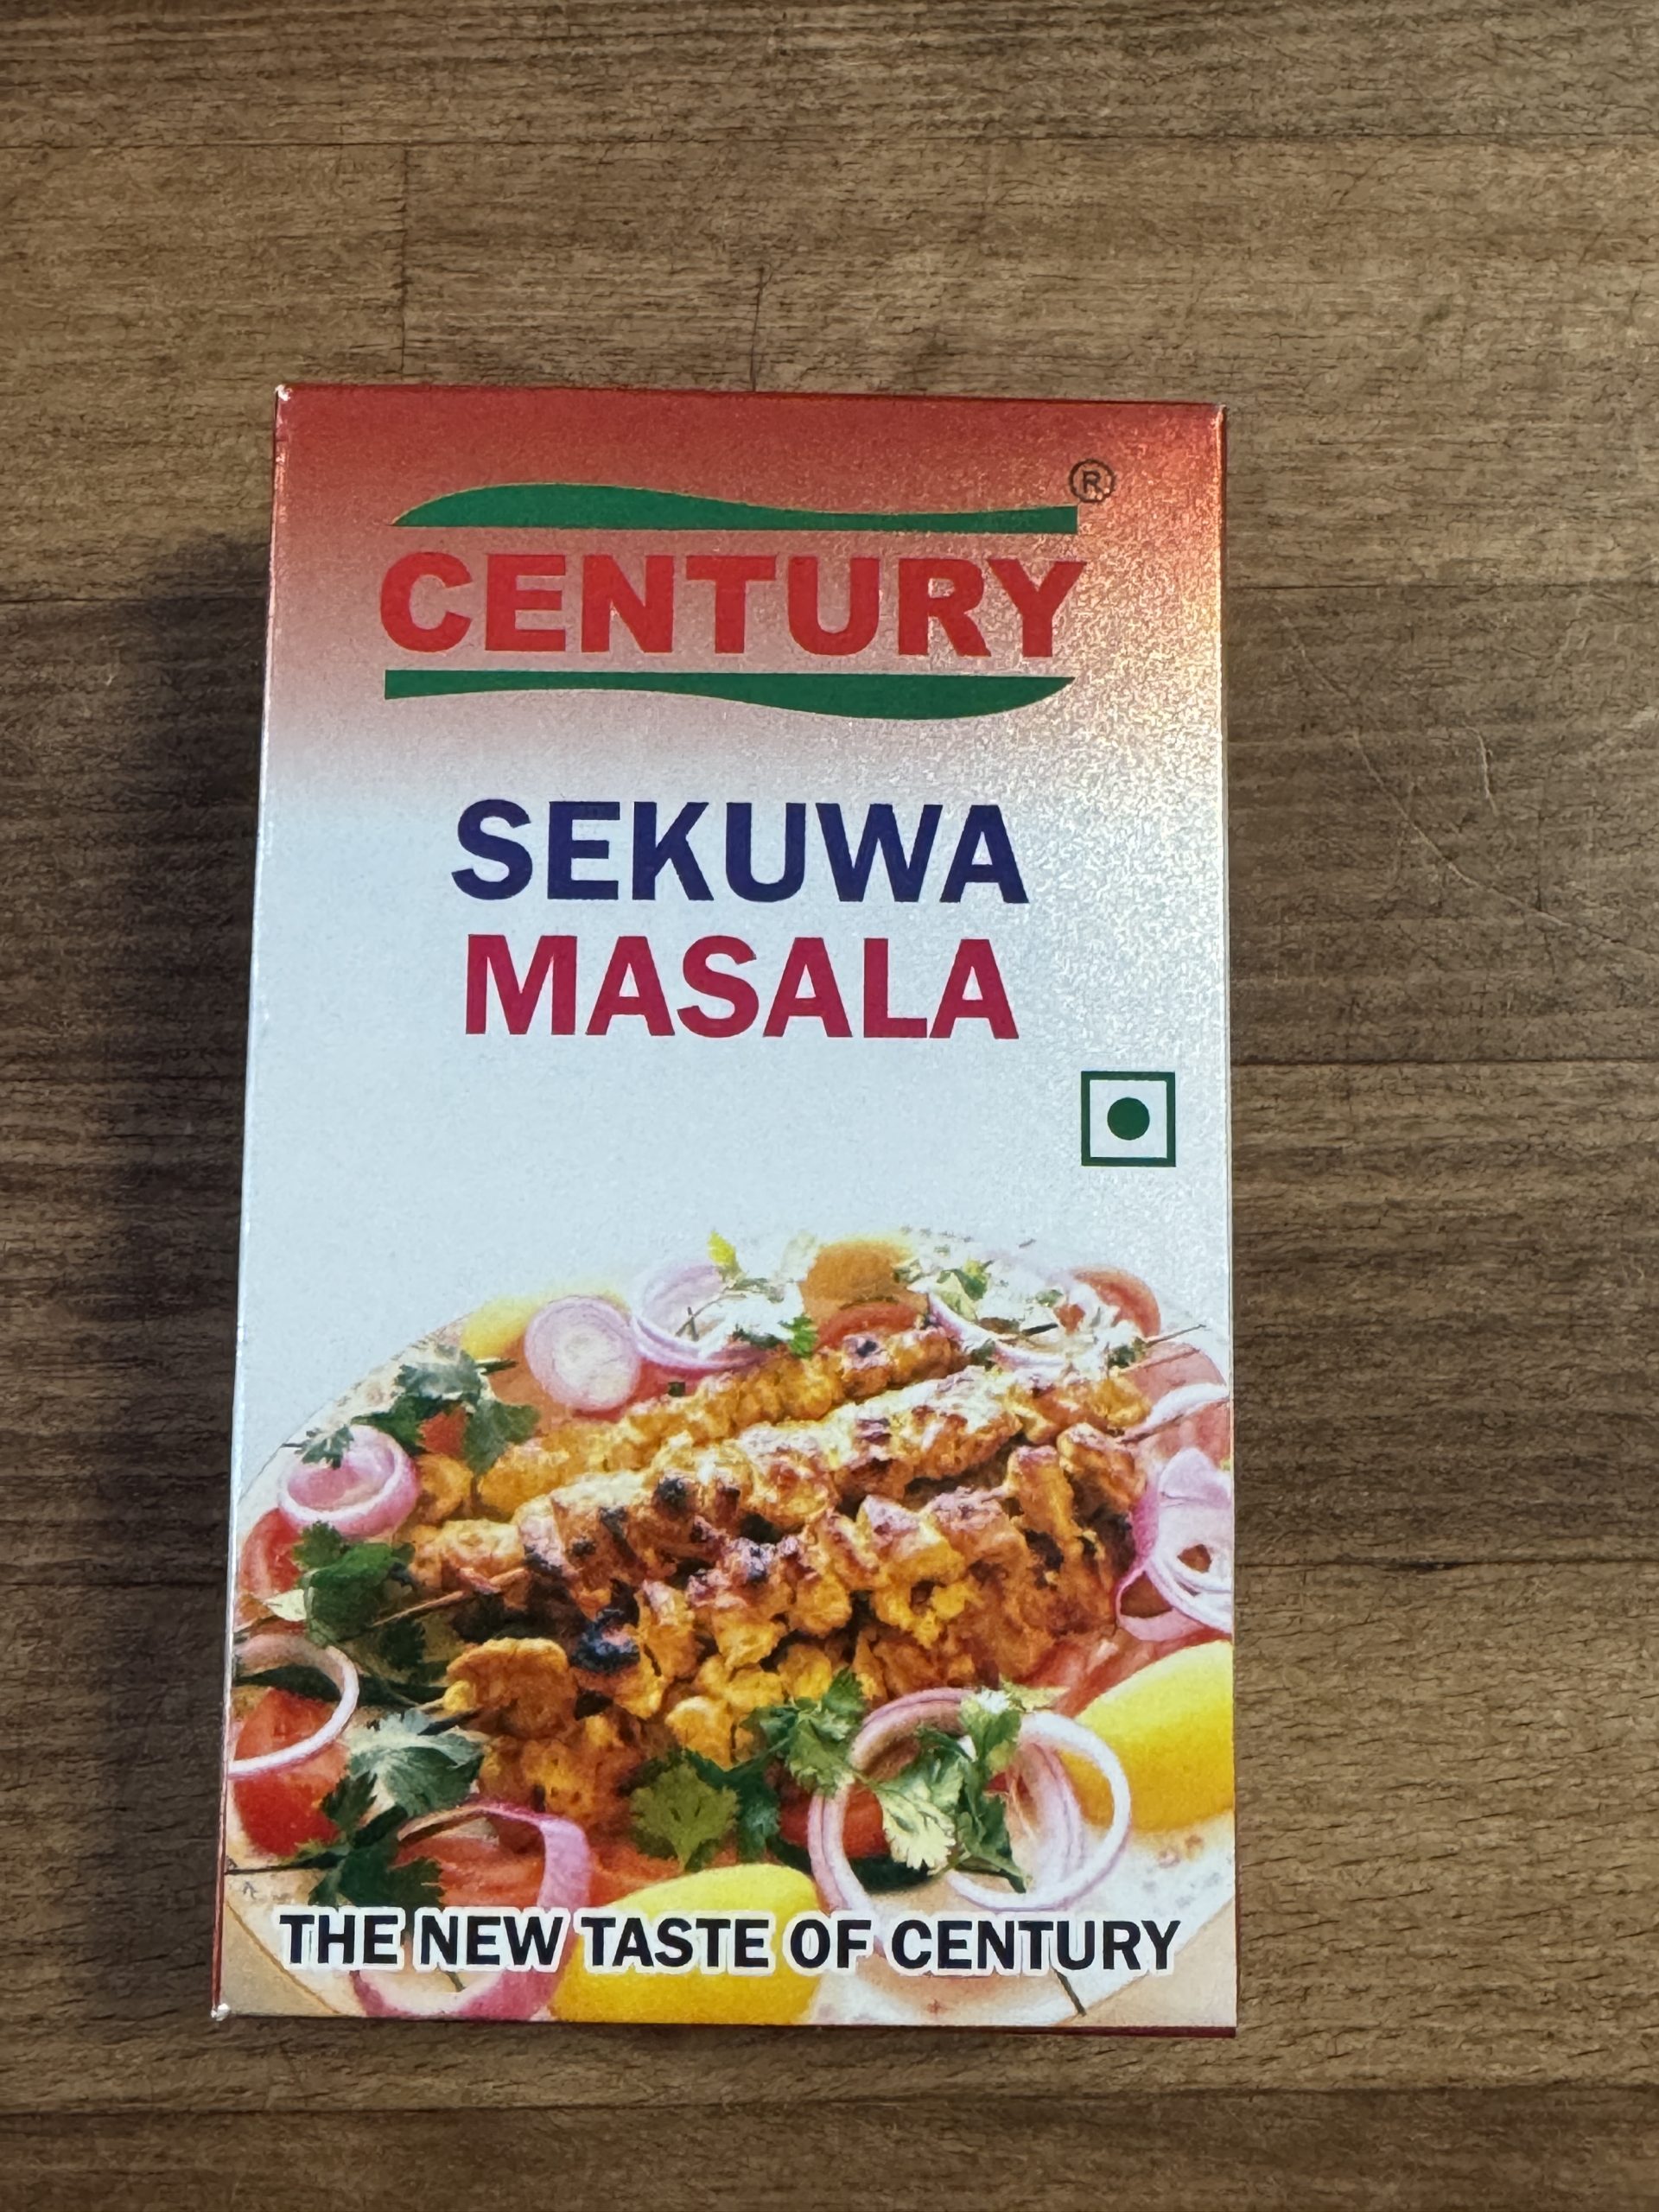 CENTURY®
SEKUWA
MASALA
THE NEW TASTE OF CENTURY